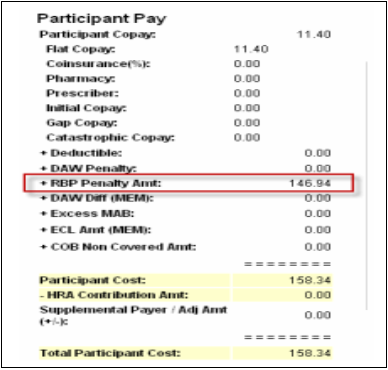 Participant Pay
Participant Copay: 11.40
Flat Copay: 11.40
Coinsurance(%): 0.00
Pharmacy: 0.00
Prescriber: 0.00
Initial Copay: 0.00
Gap Copay: 0.00
Catastrophic Copay: 0.00
+ Deductible: 0.00
+ DAW Penalty: 0.00
+ RBP Penalty Amt: 146.94
+ DAW Diff (MEM): 0.00
+ Excess MAB: 0.00
+ ECL Amt (MEM): 0.00
+ COB Non Covered Amt: 0.00
========
Participant Cost: 158.34
- HRA Contribution Amt: 0.00
Supplemental Payer / Adj Amt
(+/-): 0.00
========
Total Participant Cost: 158.34